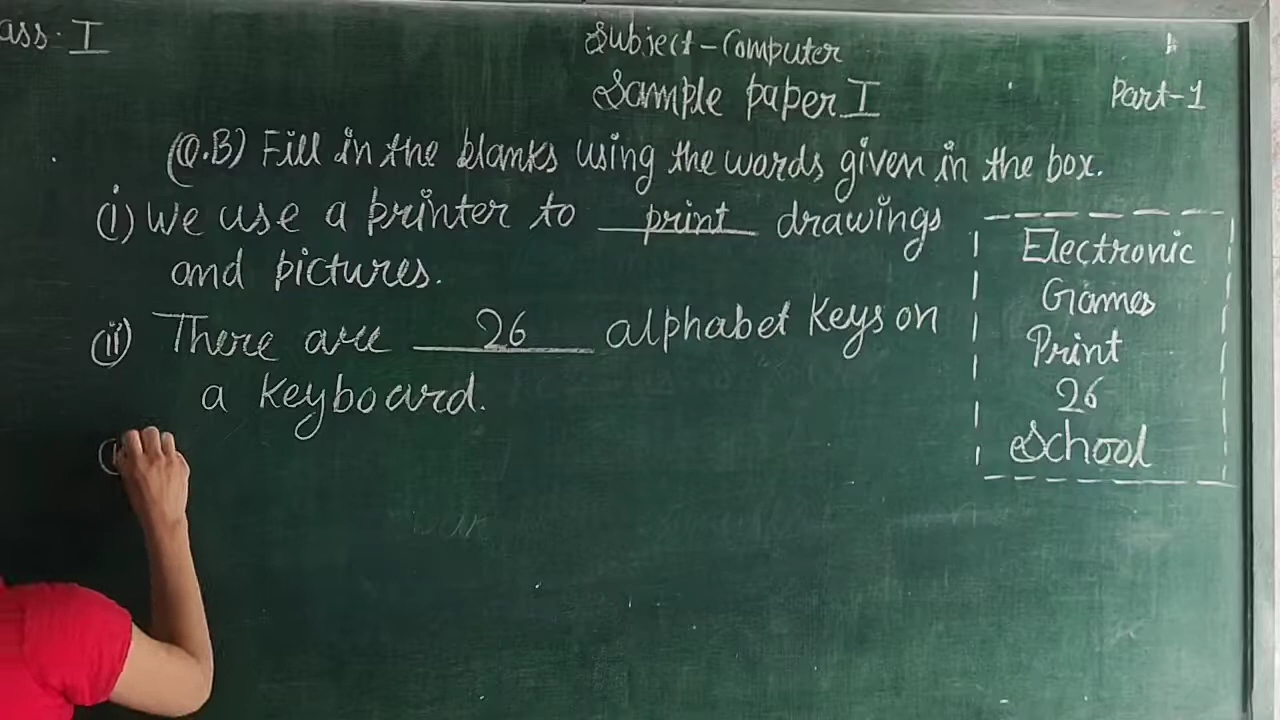 ass. I
Subject-Computer
Sample paper I
Part-1
(Q.B) Fill in the blanks using the words given in the box.
(i) We use a printer to print drawings
and pictures.
(ii) There are 26 alphabet keys on
a keyboard.
Electronic
Games
Print
26
School